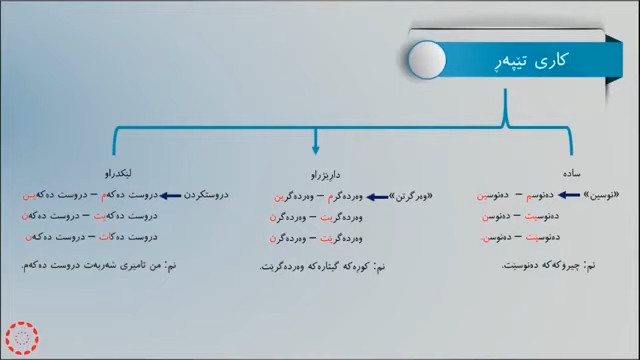 کاری تێپەڕ
سادە
«نوسین» دەنوسم – دەنوسین
دەنوسیت – دەنوسن
دەنوسێت – دەنوسن.
نم: چیرۆکەکە دەنوسێت.
داڕێژراو
«وەرگرتن» وەردەگرم – وەردەگرین
وەردەگریت – وەردەگرن
وەردەگرێت – وەردەگرن
نم: کوڕەکە گیتارەکە وەردەگرێت.
لێکدراو
دروستکردن دروست دەکەم – دروست دەکەیـن
دروست دەکەیت – دروست دەکەن
دروست دەکات – دروست دەکەن
نم: من ئامێری شەربەت دروست دەکەم.